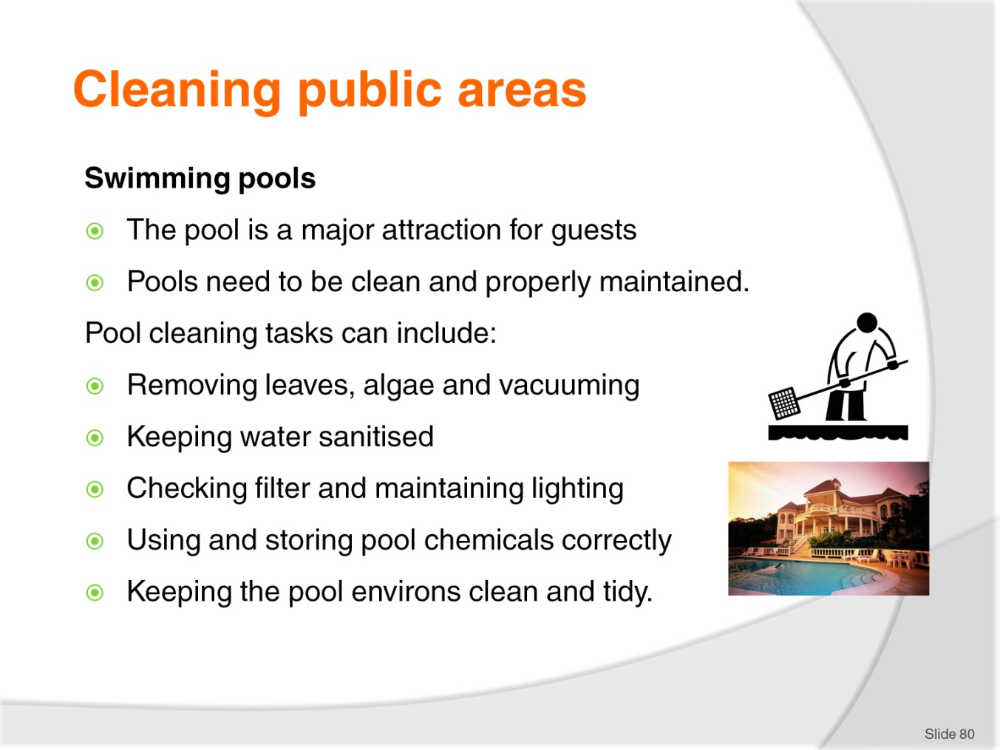 Cleaning public areas
Swimming pools
The pool is a major attraction for guests
Pools need to be clean and properly maintained.
Pool cleaning tasks can include:
Removing leaves, algae and vacuuming
Keeping water sanitised
Checking filter and maintaining lighting
Using and storing pool chemicals correctly
Keeping the pool environs clean and tidy.
Slide 80